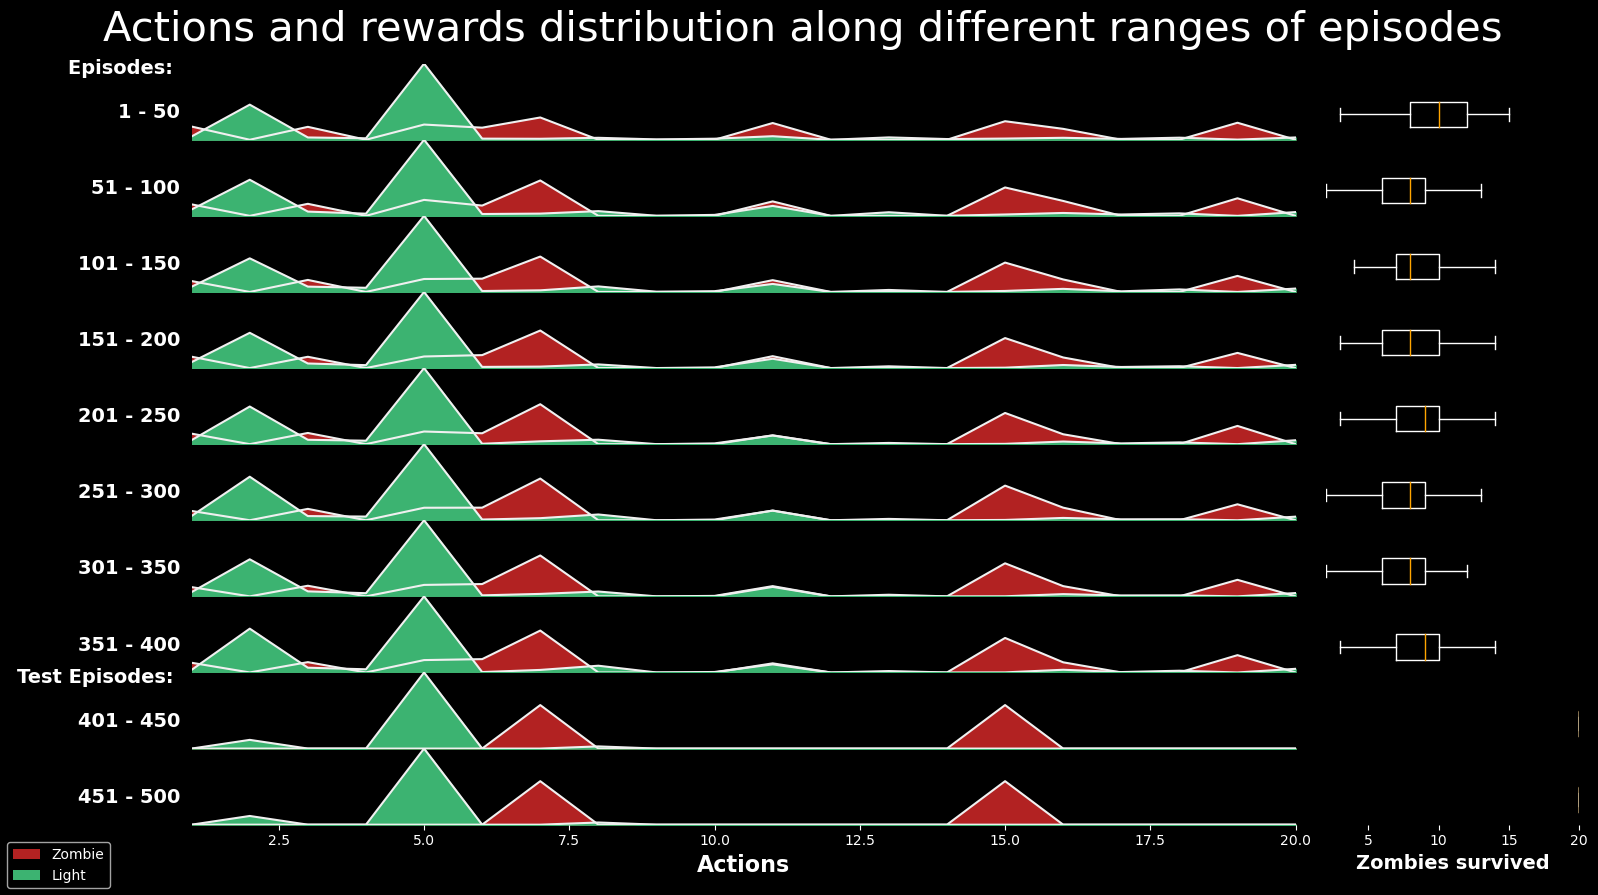 Actions and rewards distribution along different ranges of episodes
Episodes:
1 - 50
51 - 100
101 - 150
151 - 200
201 - 250
251 - 300
301 - 350
351 - 400
Test Episodes:
401 - 450
451 - 500
2.5 5.0 7.5 10.0 12.5 15.0 17.5 20.0
5 10 15 20
Actions
Zombies survived
Zombie
Light